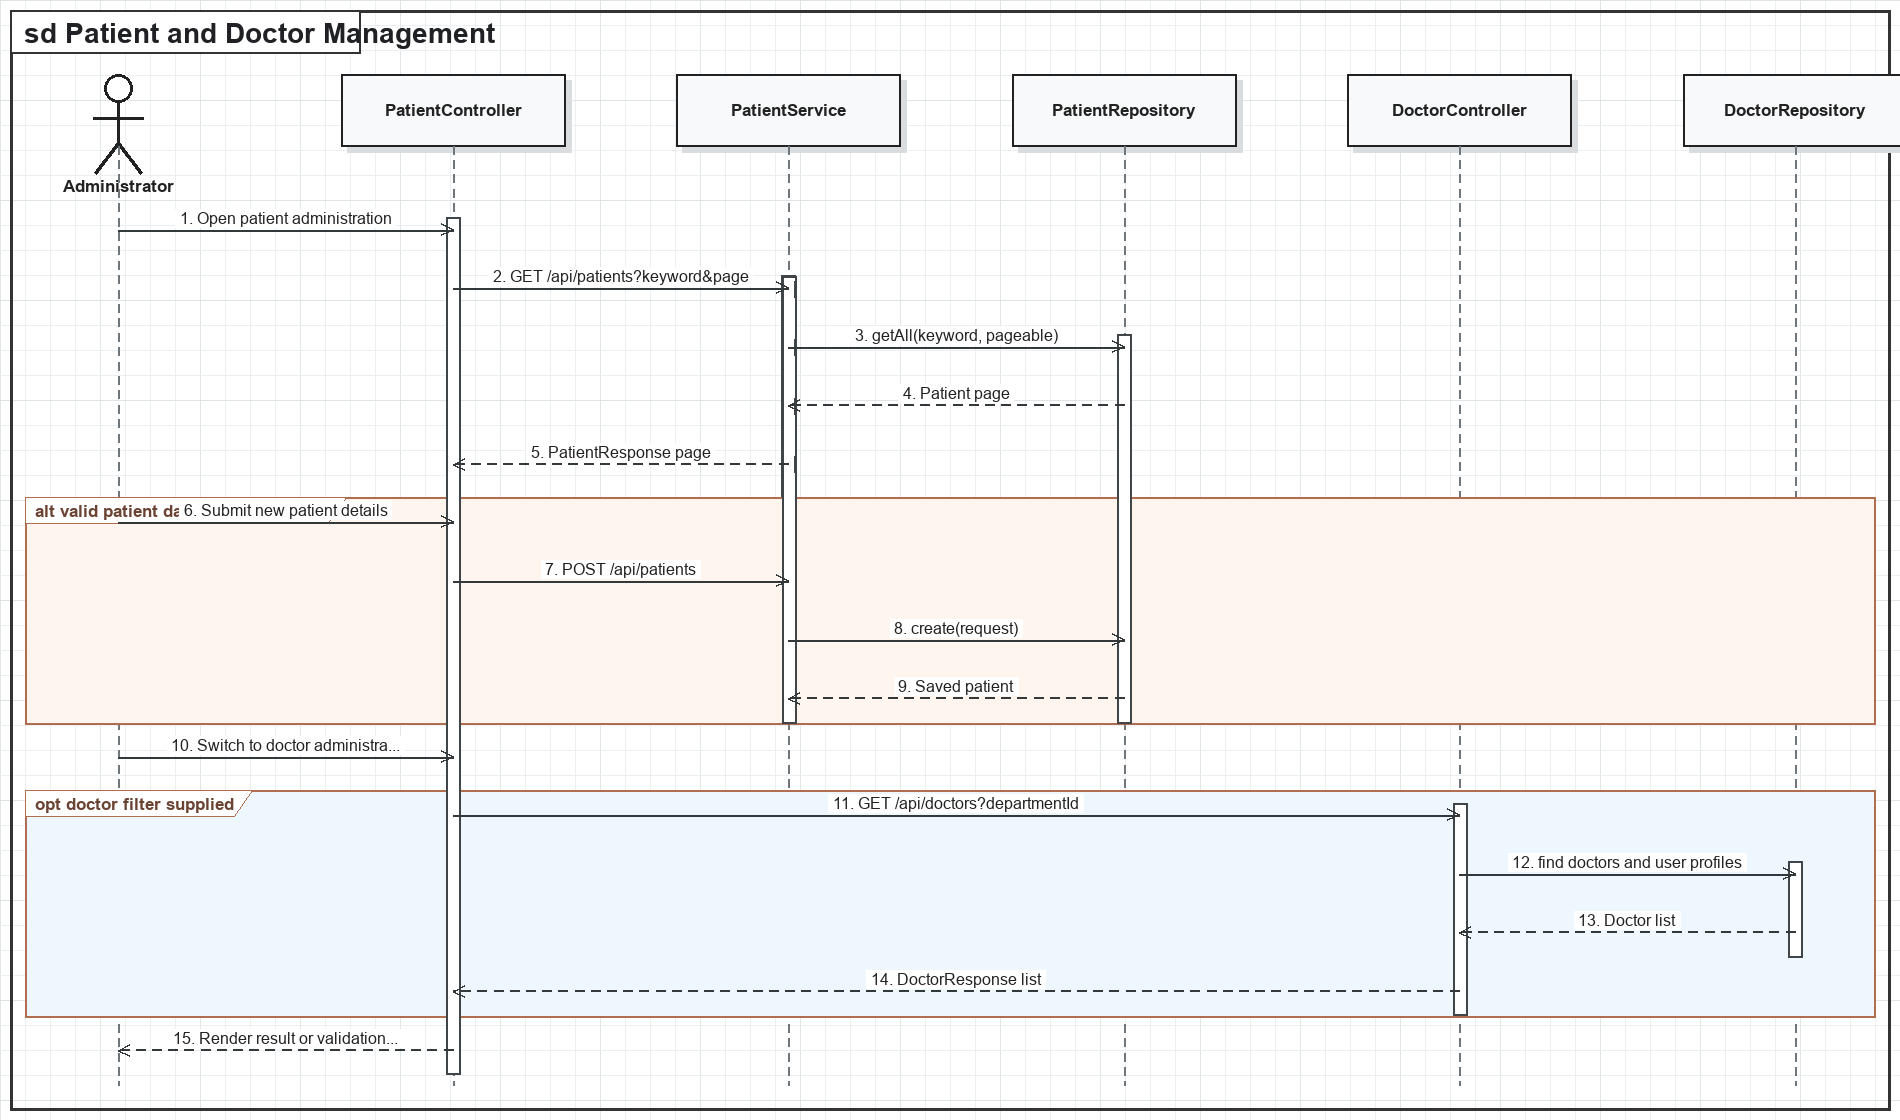 sd Patient and Doctor Management
Administrator
PatientController
PatientService
PatientRepository
DoctorController
DoctorRepository
1. Open patient administration
2. GET /api/patients?keyword&page
3. getAll(keyword, pageable)
4. Patient page
5. PatientResponse page
alt valid patient da
6. Submit new patient details
7. POST /api/patients
8. create(request)
9. Saved patient
10. Switch to doctor administra...
opt doctor filter supplied
11. GET /api/doctors?departmentId
12. find doctors and user profiles
13. Doctor list
14. DoctorResponse list
15. Render result or validation...